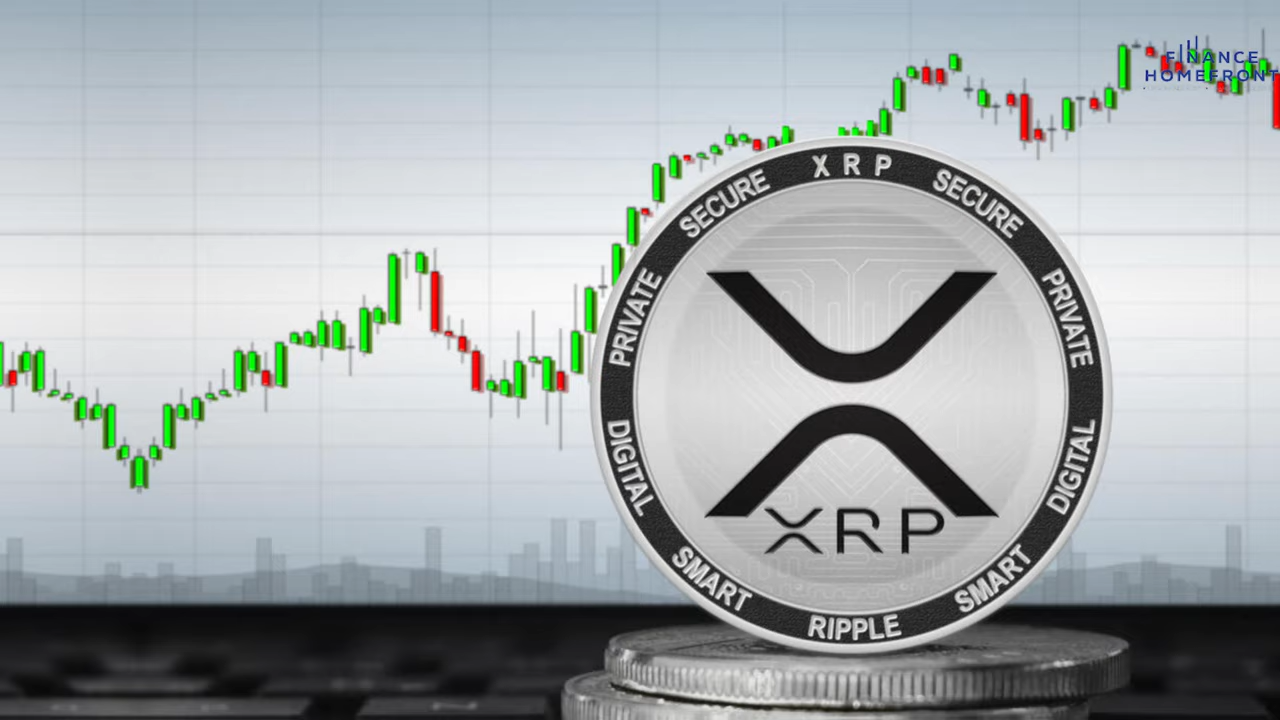 FINANCE
HOMEFRONT
XRP
SECURE
SECURE
PRIVATE
PRIVATE
DIGITAL
DIGITAL
SMART
SMART
RIPPLE
XRP